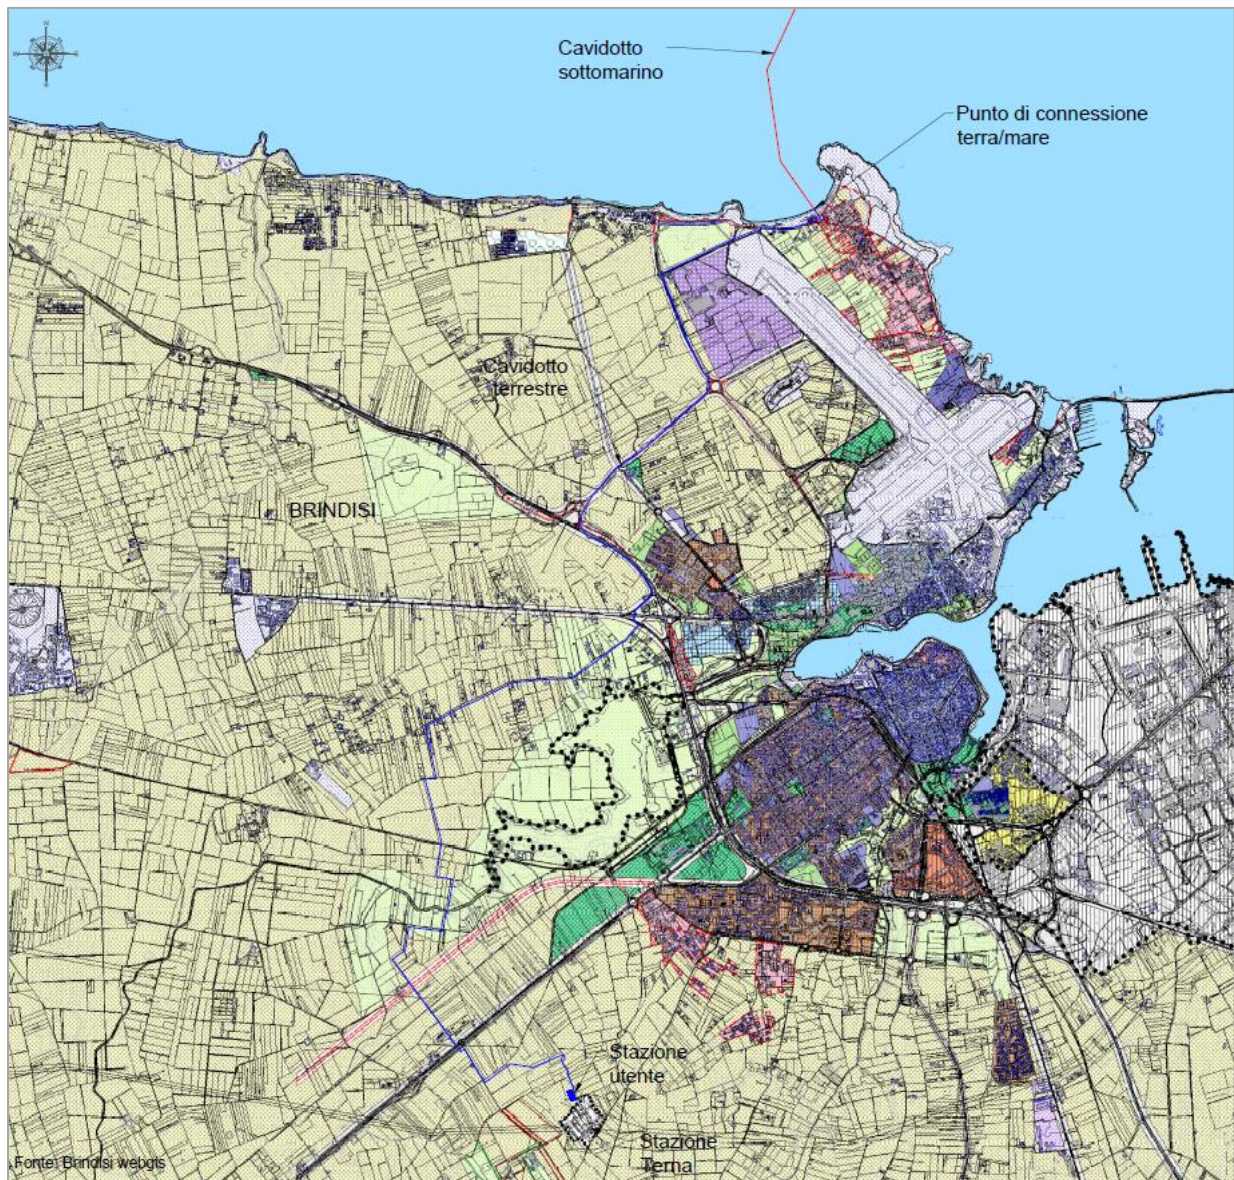 Cavidotto
sottomarino
Punto di connessione
terra/mare
Cavidotto
terrestre
BRINDISI
Stazione
utente
Stazione
Terna
Fonte: Brindisi webgis